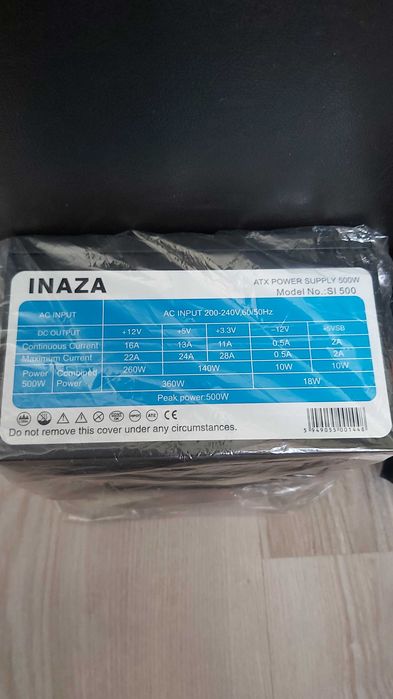 INAZA
ATX POWER SUPPLY 500W
Model No.:SI 500
AC INPUT AC INPUT 200-240V,60/50Hz
DC OUTPUT +12V +5V +3.3V -12V +5VSB
Continuous Current 16A 13A 11A 0.5A 2A
Maximum Current 22A 24A 28A 0.5A 2A
Power Combined 260W 140W 10W 10W
500W Power 360W 18W
Peak power:500W
Do not remove this cover under any circumstances.
5 949055 001446